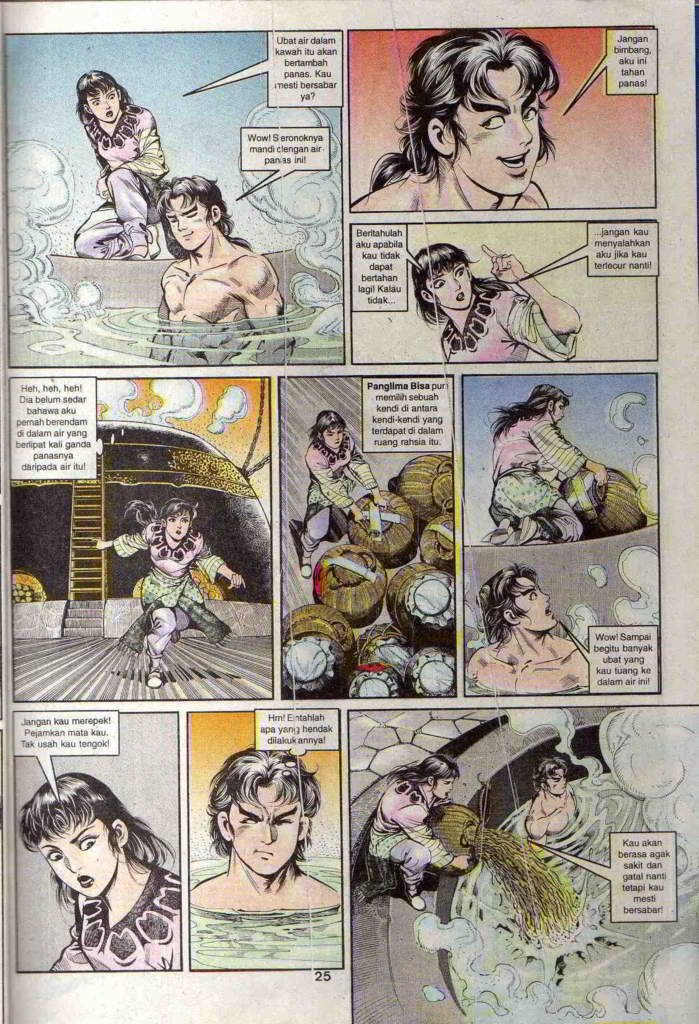 Ubat air dalam
kawah itu akan
bertambah
panas. Kau
mesti bersabar
ya?
Wow! Seronoknya
mandi dengan air
panas ini!
Jangan
bimbang,
aku ini
tahan
panas!
Beritahulah
aku apabila
kau tidak
dapat
bertahan
lagi! Kalau
tidak...
...jangan kau
menyalahkan
aku jika kau
terlecur nanti!
Heh, heh, heh!
Dia belum sedar
bahawa aku
pernah berendam
di dalam air yang
berlipat kali ganda
panasnya
daripada air itu!
Panglima Bisa pun
memilih sebuah
kendi di antara
kendi-kendi yang
terdapat di dalam
ruang rahsia itu.
Wow! Sampai
begitu banyak
ubat yang
kau tuang ke
dalam air ini!
Jangan kau merepek!
Pejamkan mata kau.
Tak usah kau tengok!
Hm! Entahlah
apa yang hendak
dilakukannya!
Kau akan
berasa agak
sakit dan
gatal nanti
tetapi kau
mesti
bersabar!
25